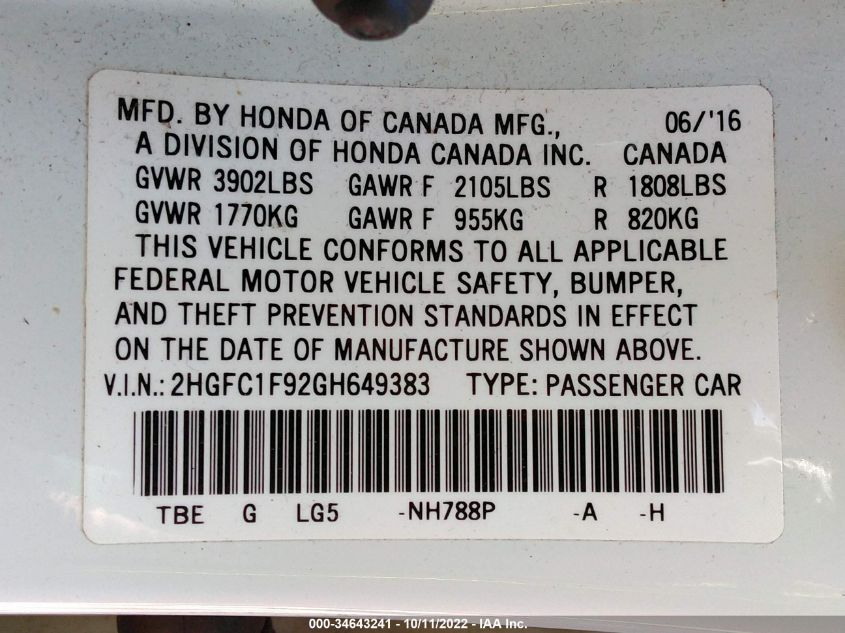 MFD. BY HONDA OF CANADA MFG., 06/'16
A DIVISION OF HONDA CANADA INC. CANADA
GVWR 3902LBS GAWR F 2105LBS R 1808LBS
GVWR 1770KG GAWR F 955KG R 820KG
THIS VEHICLE CONFORMS TO ALL APPLICABLE
FEDERAL MOTOR VEHICLE SAFETY, BUMPER,
AND THEFT PREVENTION STANDARDS IN EFFECT
ON THE DATE OF MANUFACTURE SHOWN ABOVE.
V.I.N.: 2HGFC1F92GH649383 TYPE: PASSENGER CAR
TBE G LG5 -NH788P -A -H
000-34643241 - 10/11/2022 - IAA Inc.